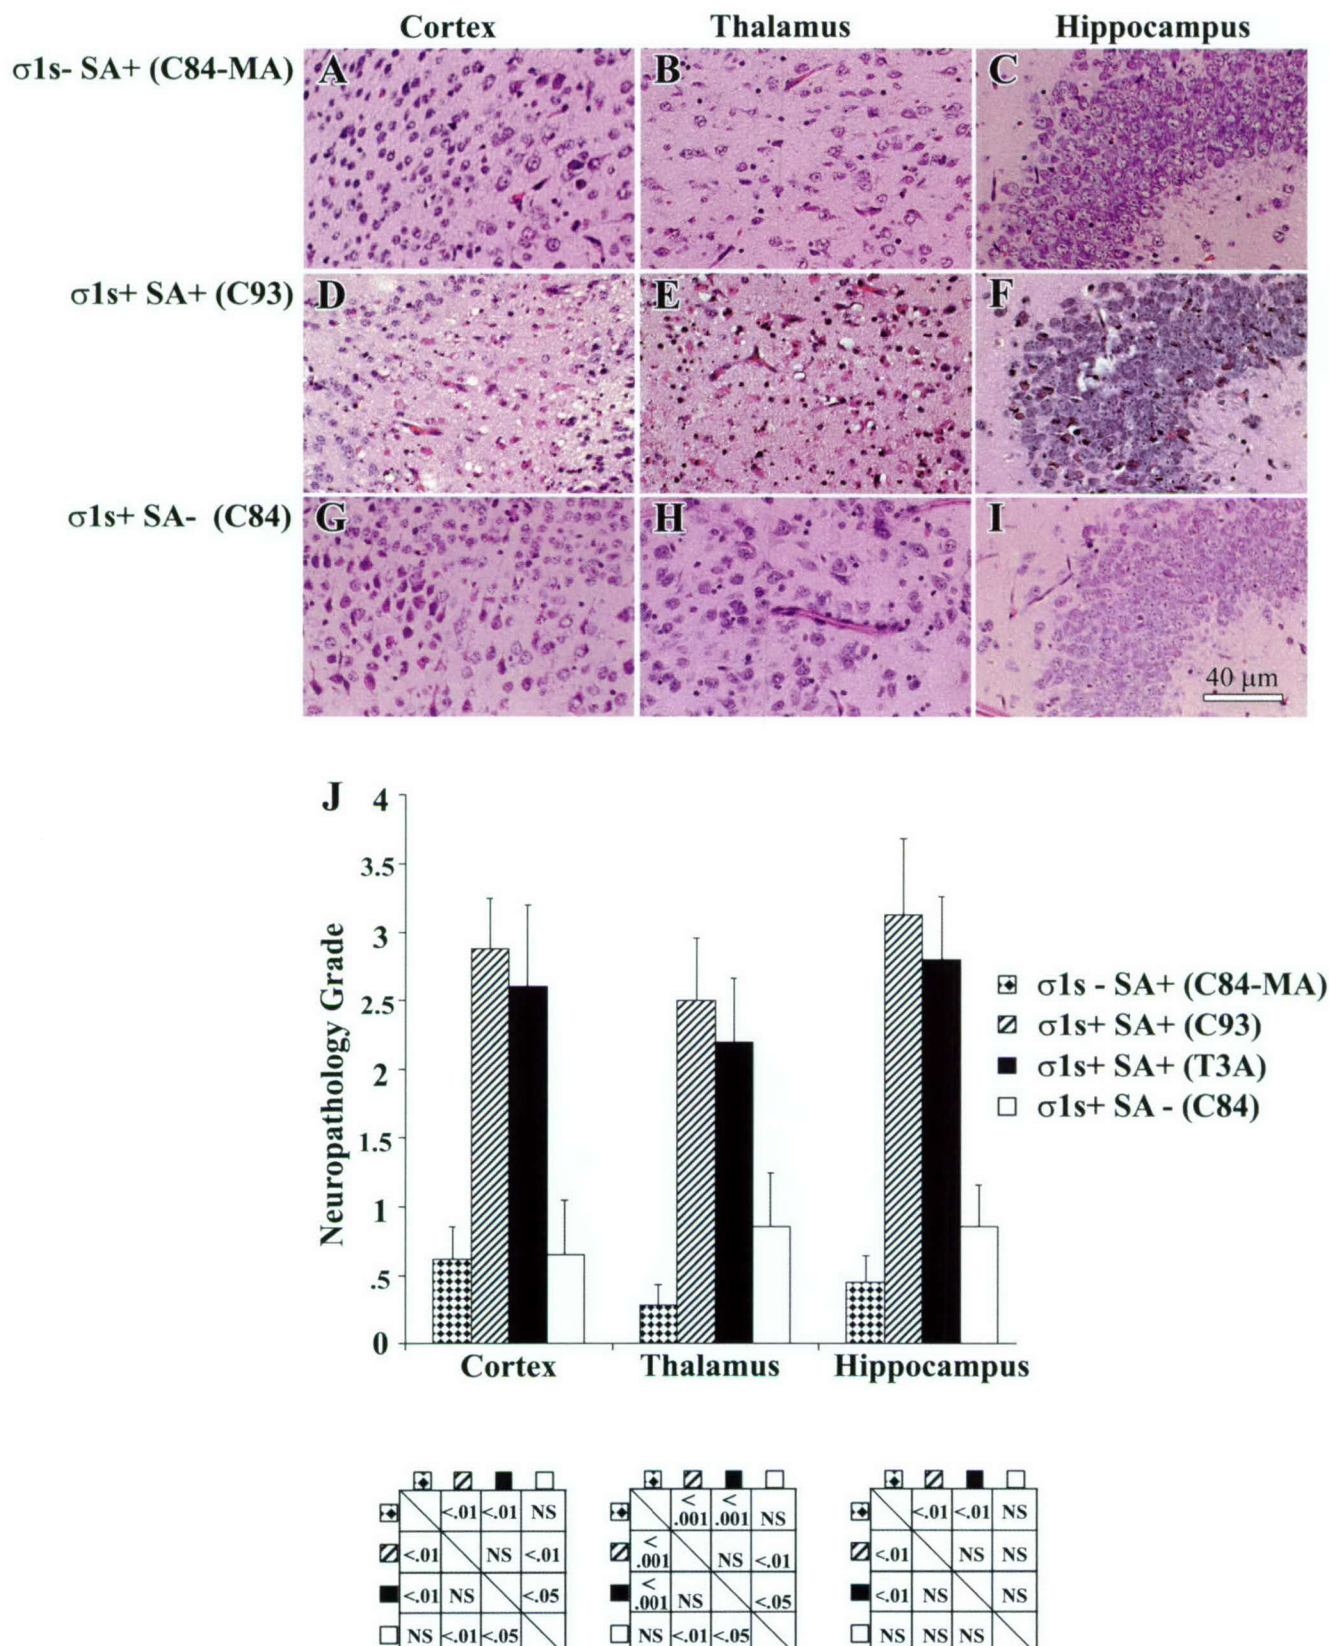 Cortex Thalamus Hippocampus
σ1s- SA+ (C84-MA) A B C
σ1s+ SA+ (C93) D E F
σ1s+ SA- (C84) G H I
40 μm
J
Neuropathology Grade
4
3.5
3
2.5
2
1.5
1
.5
0
Cortex Thalamus Hippocampus
σ1s - SA+ (C84-MA)
σ1s+ SA+ (C93)
σ1s+ SA+ (T3A)
σ1s+ SA - (C84)
<.01 <.01 NS
<.01 NS <.01
<.01 NS <.05
NS <.01 <.05
< .001 < .001 NS
< .001 NS <.01
< .001 NS <.05
NS <.01 <.05
<.01 <.01 NS
<.01 NS NS
<.01 NS NS
NS NS NS